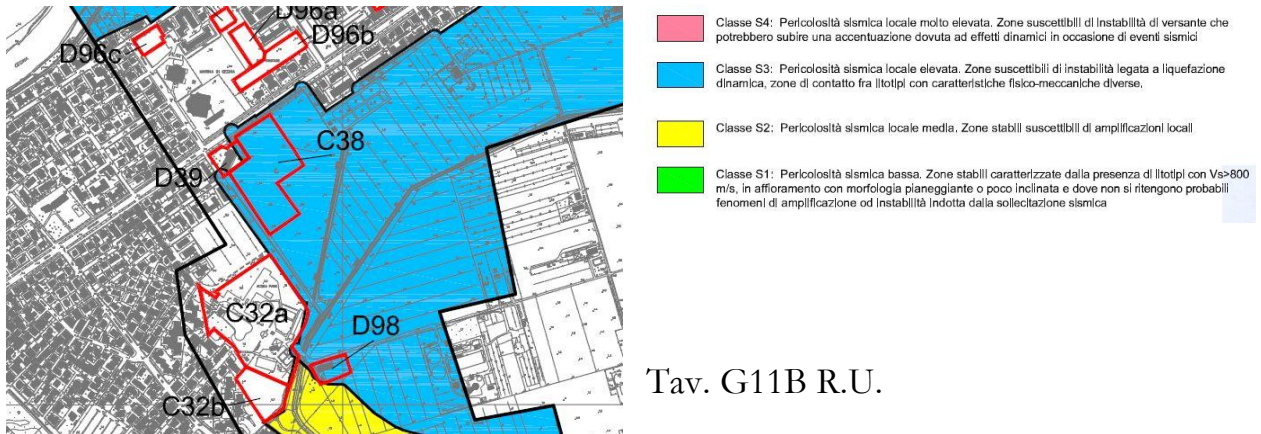 D96a
D96b
D96c
C38
D39
C32a
D98
C32b
Classe S4: Pericolosità sismica locale molto elevata. Zone suscettibili di instabilità di versante che
potrebbero subire una accentuazione dovuta ad effetti dinamici in occasione di eventi sismici
Classe S3: Pericolosità sismica locale elevata. Zone suscettibili di instabilità legata a liquefazione
dinamica, zone di contatto fra litotipi con caratteristiche fisico-meccaniche diverse,
Classe S2: Pericolosità sismica locale media. Zone stabili suscettibili di amplificazioni locali
Classe S1: Pericolosità sismica bassa. Zone stabili caratterizzate dalla presenza di litotipi con Vs>800
m/s, in affioramento con morfologia pianeggiante o poco inclinata e dove non si ritengono probabili
fenomeni di amplificazione od instabilità indotta dalla sollecitazione sismica
Tav. G11B R.U.